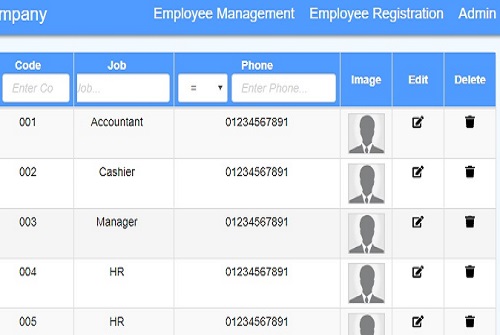 mpany Employee Management Employee Registration Admin
Code Job Phone Image Edit Delete
Enter Co Job... = Enter Phone...
001 Accountant 01234567891
002 Cashier 01234567891
003 Manager 01234567891
004 HR 01234567891
005 HR 01234567891